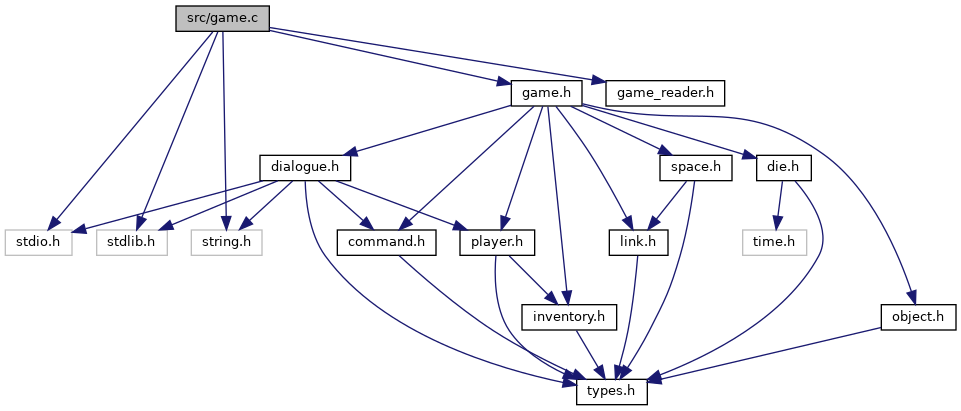 src/game.c
game.h
game_reader.h
dialogue.h
space.h
die.h
stdio.h
stdlib.h
string.h
command.h
player.h
link.h
time.h
inventory.h
object.h
types.h